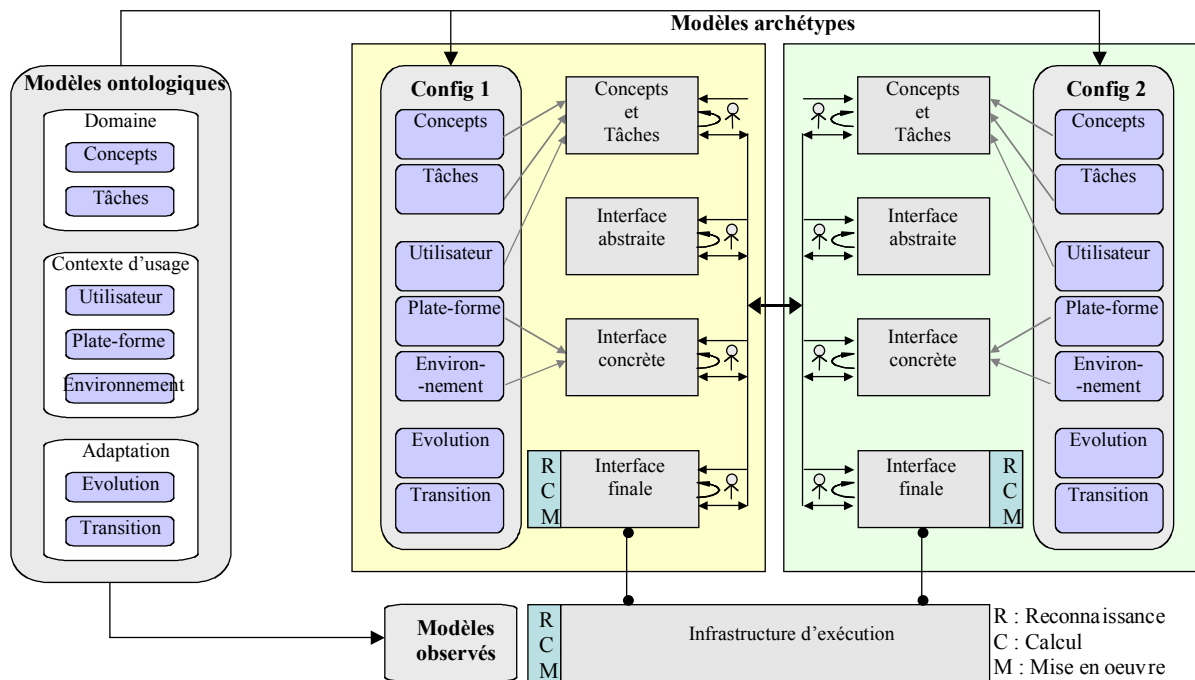 Modèles archétypes
Modèles ontologiques
Domaine
Concepts
Tâches
Contexte d'usage
Utilisateur
Plate-forme
Environnement
Adaptation
Evolution
Transition
Config 1
Concepts
Tâches
Utilisateur
Plate-forme
Environ-
-nement
Evolution
Transition
Concepts
et
Tâches
Interface
abstraite
Interface
concrète
R
C
M
Interface
finale
Concepts
et
Tâches
Interface
abstraite
Interface
concrète
Interface
finale
R
C
M
Config 2
Concepts
Tâches
Utilisateur
Plate-forme
Environ-
-nement
Evolution
Transition
Modèles
observés
R
C
M
Infrastructure d'exécution
R : Reconnaissance
C : Calcul
M : Mise en oeuvre